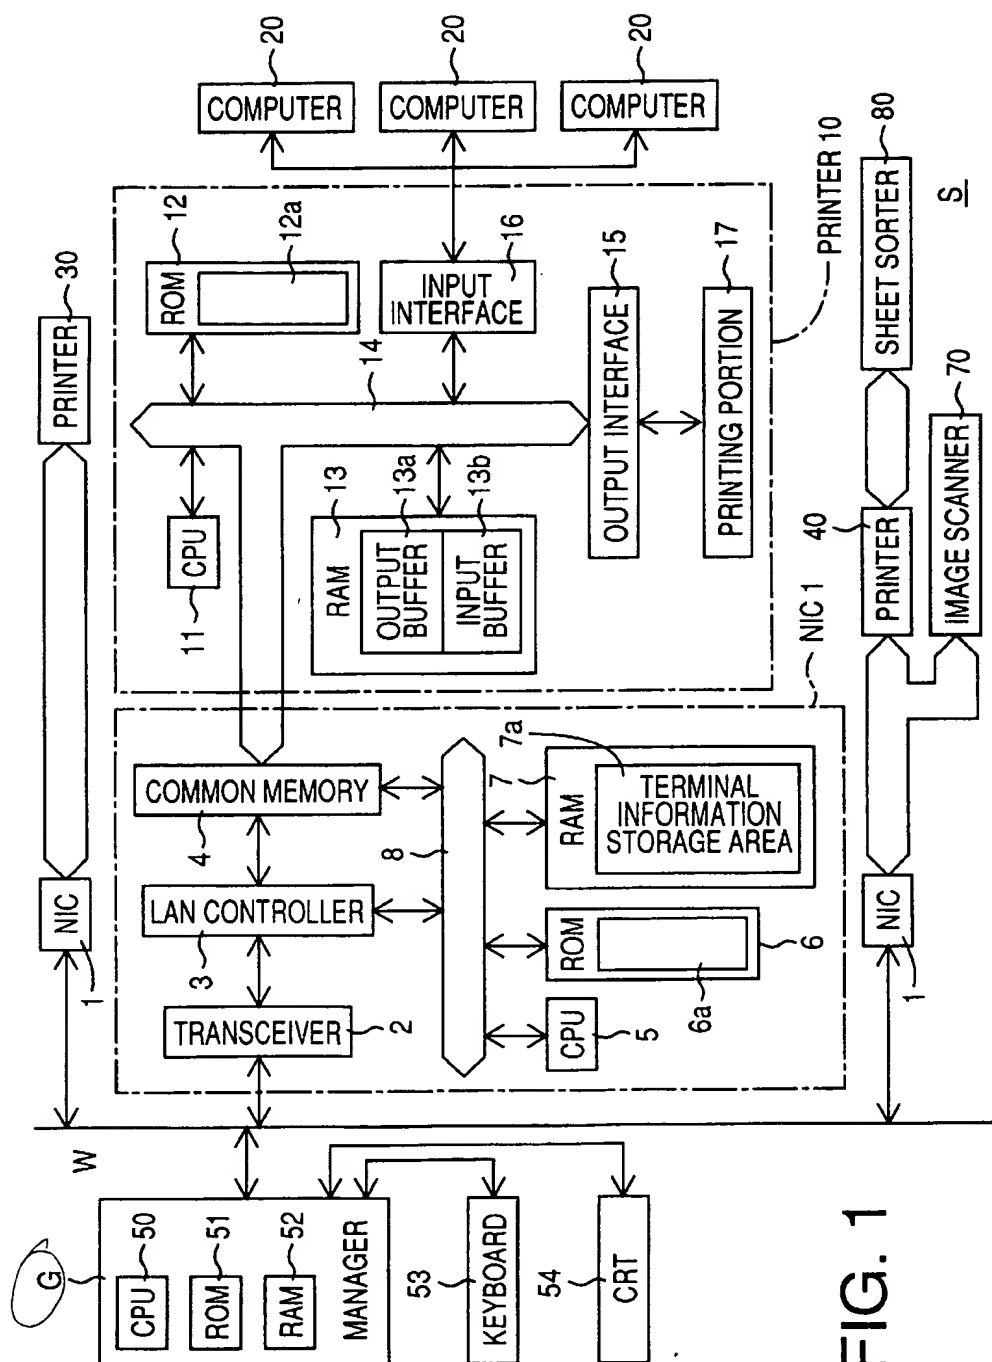 G
CPU
50
ROM
51
RAM
52
MANAGER
53
KEYBOARD
54
CRT
W
NIC
1
PRINTER
30
TRANSCEIVER
2
LAN CONTROLLER
3
COMMON MEMORY
4
8
CPU
5
ROM
6a
6
RAM
7
7a
TERMINAL
INFORMATION
STORAGE AREA
NIC 1
CPU
11
ROM
12
12a
14
RAM
13
OUTPUT
BUFFER
13a
INPUT
BUFFER
13b
INPUT
INTERFACE
16
OUTPUT INTERFACE
15
PRINTING PORTION
17
PRINTER 10
COMPUTER
20
COMPUTER
20
COMPUTER
20
NIC
1
PRINTER
40
SHEET SORTER
80
IMAGE SCANNER
70
S
FIG. 1